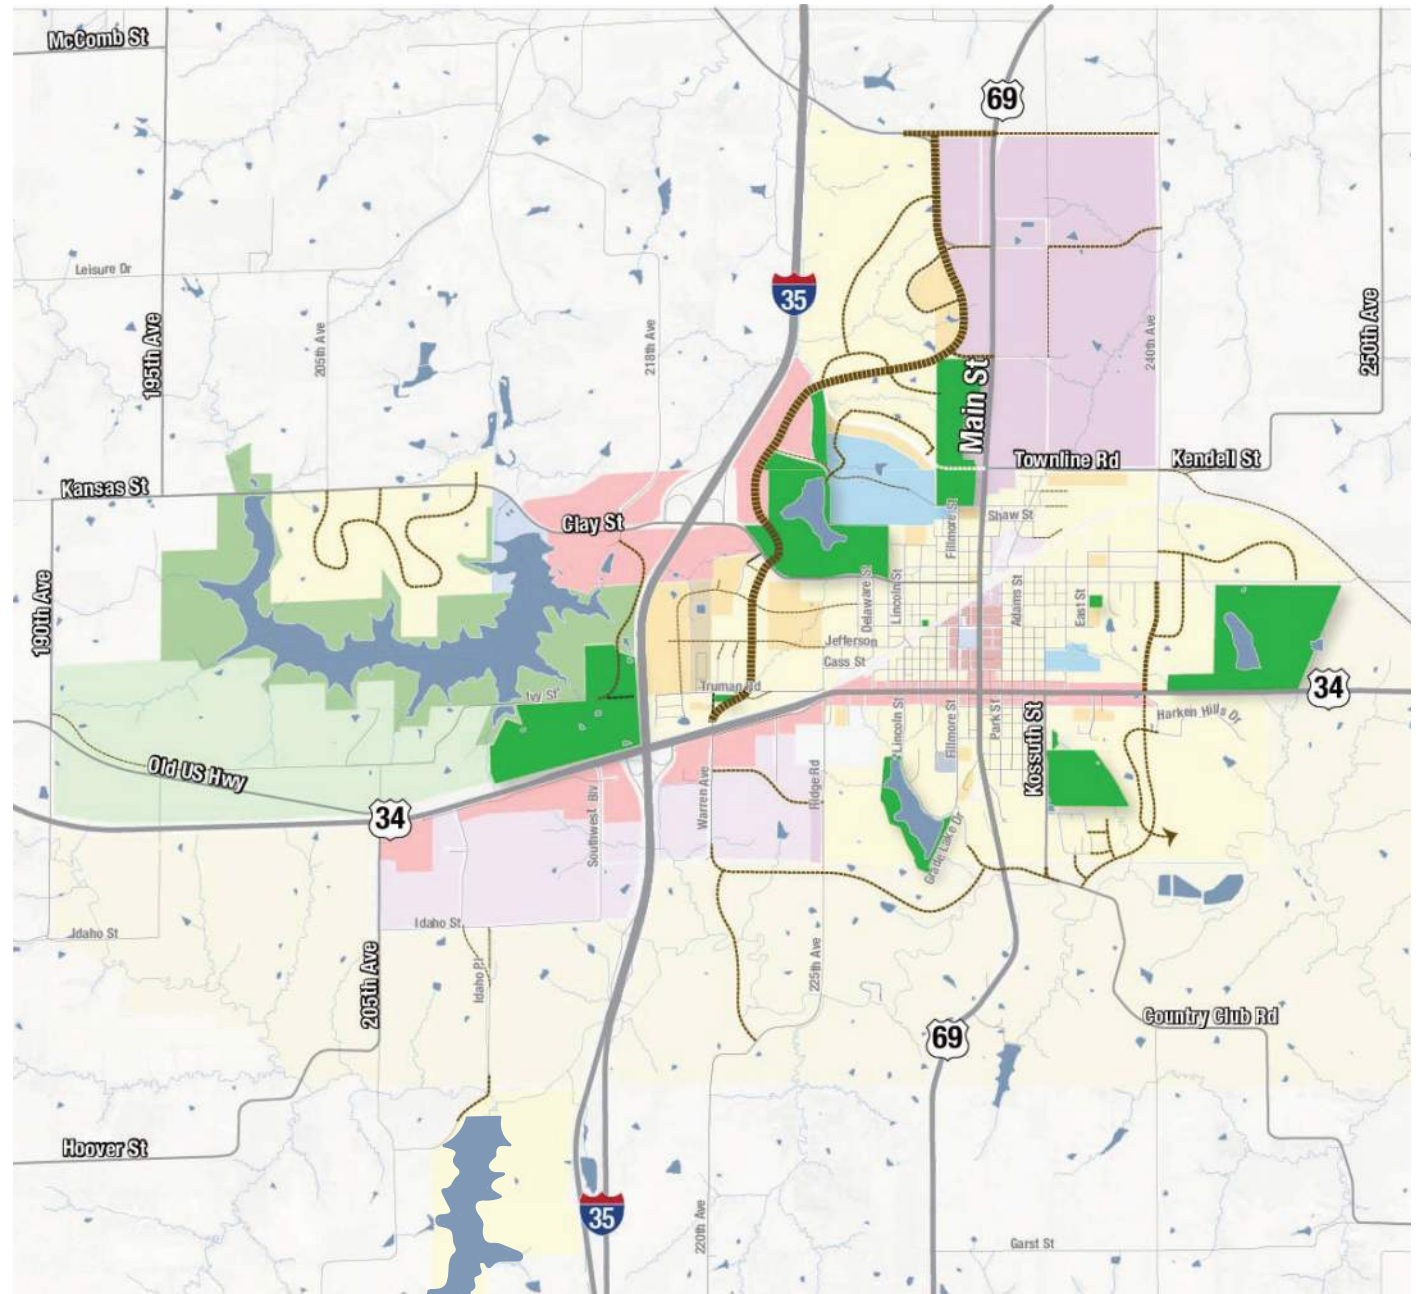 McComb St
69
Leisure Dr
35
195th Ave
205th Ave
218th Ave
240th Ave
250th Ave
Main St
Townline Rd
Kendell St
Kansas St
Clay St
Fillmore St
Shaw St
190th Ave
Delaware St
Lincoln St
Adams St
East St
Jefferson
Cass St
Ivy St
Truman Rd
34
Harken Hills Dr
Lincoln St
Fillmore St
Park St
Kossuth St
Old US Hwy
34
Southwest Blv
Warren Ave
Ridge Rd
Grade Lake Dr
Idaho St
Idaho St
205th Ave
Idaho Pl
225th Ave
Country Club Rd
69
Hoover St
35
220th Ave
Garst St